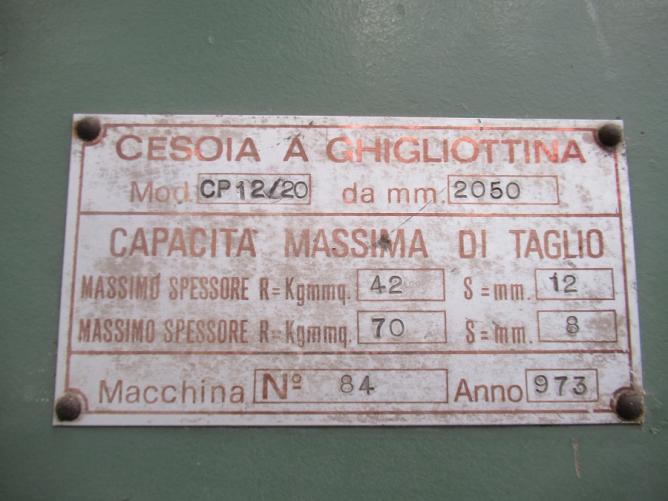 CESOIA A GHIGLIOTTINA
Mod. CP12/20 da mm. 2050
CAPACITA' MASSIMA DI TAGLIO
MASSIMO SPESSORE R=Kgmmq. 42 S=mm. 12
MASSIMO SPESSORE R=Kgmmq. 70 S=mm. 8
Macchina Nº 84 Anno 973